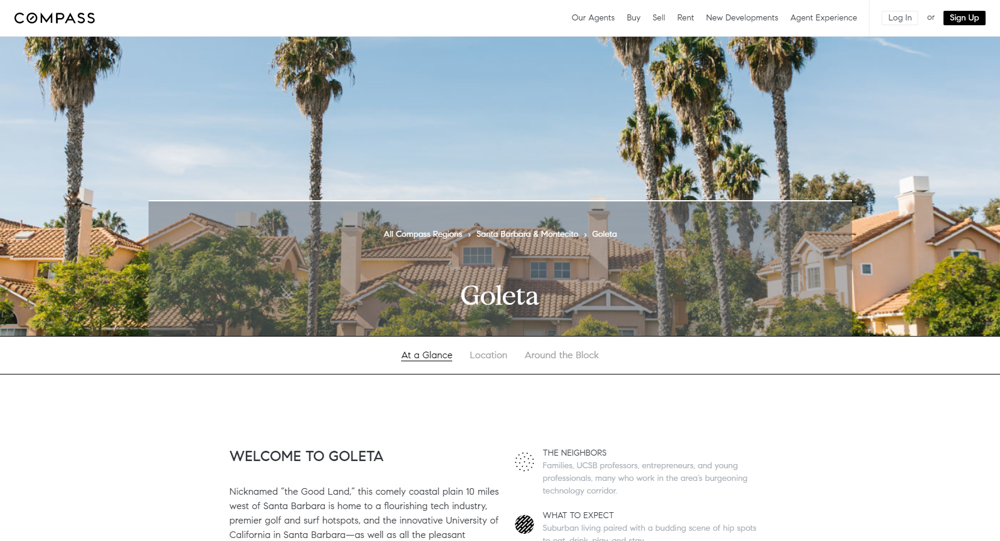 COMPASS
Our Agents Buy Sell Rent New Developments Agent Experience Log In or Sign Up
All Compass Regions › Santa Barbara & Montecito › Goleta
Goleta
At a Glance Location Around the Block
WELCOME TO GOLETA
Nicknamed “the Good Land,” this comely coastal plain 10 miles
west of Santa Barbara is home to a flourishing tech industry,
premier golf and surf hotspots, and the innovative University of
California in Santa Barbara—as well as all the pleasant
THE NEIGHBORS
Families, UCSB professors, entrepreneurs, and young
professionals, many who work in the area’s burgeoning
technology corridor.
WHAT TO EXPECT
Suburban living paired with a budding scene of hip spots
to eat, drink, play, and stay.